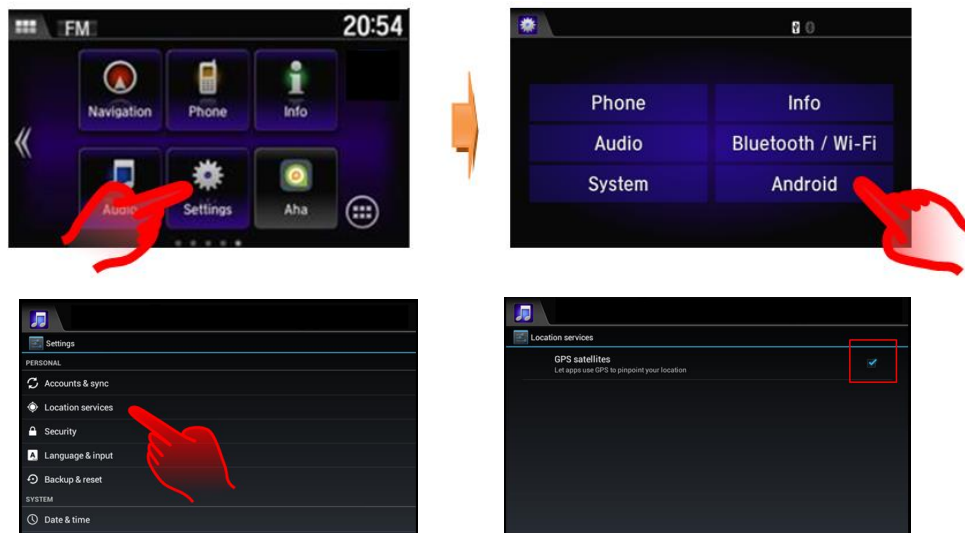 FM 20:54
Navigation Phone Info
Audio Settings Aha
0
Phone Info
Audio Bluetooth / Wi-Fi
System Android
Settings
PERSONAL
Accounts & sync
Location services
Security
A Language & input
Backup & reset
SYSTEM
Date & time
Location services
GPS satellites
Let apps use GPS to pinpoint your location